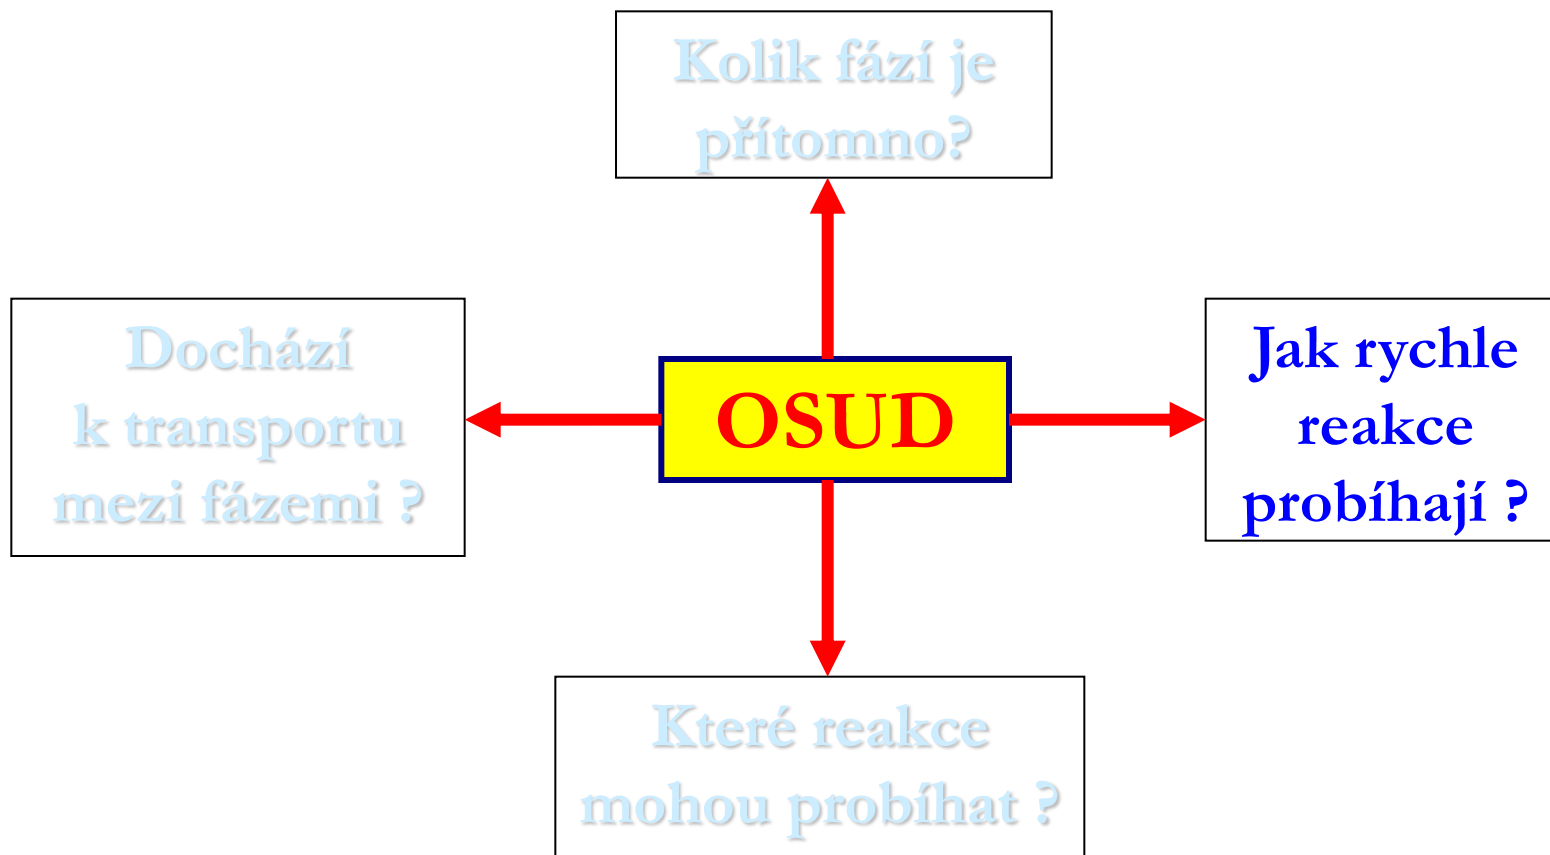 Kolik fází je
přítomno?
Dochází
k transportu
mezi fázemi ?
OSUD
Jak rychle
reakce
probíhají ?
Které reakce
mohou probíhat ?